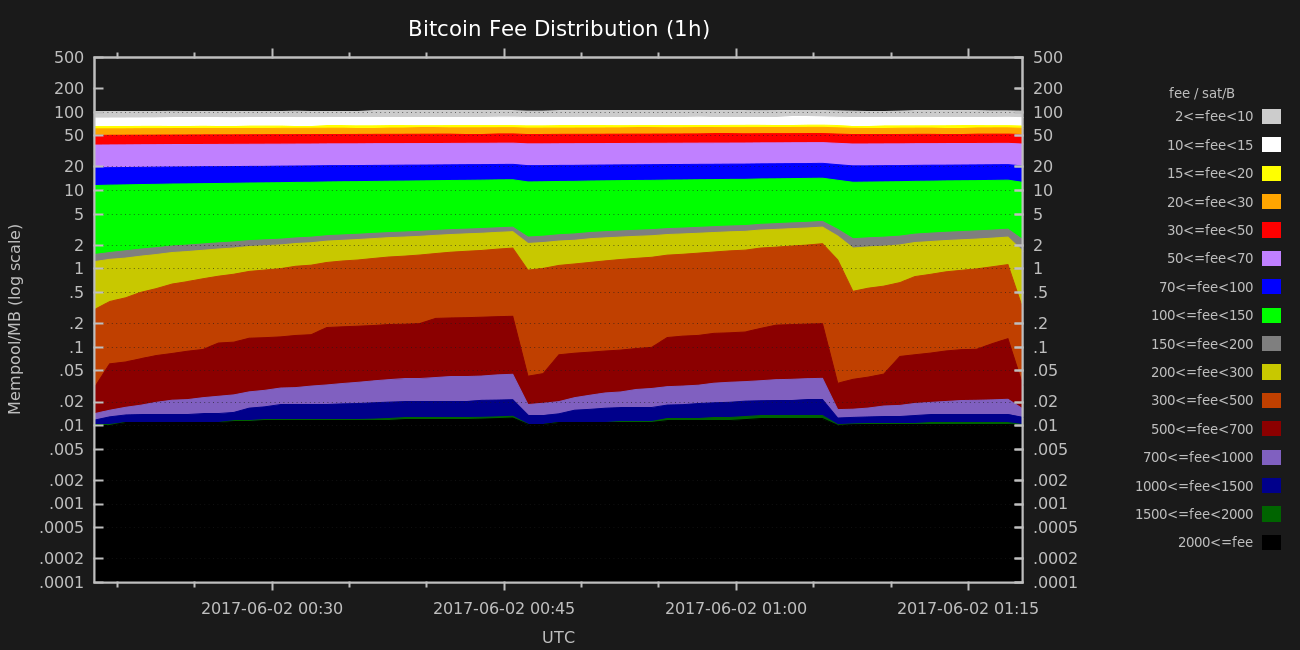 Bitcoin Fee Distribution (1h)
500
200
100
50
20
10
5
2
1
.5
.2
.1
.05
.02
.01
.005
.002
.001
.0005
.0002
.0001
Mempool/MB (log scale)
500
200
100
50
20
10
5
2
1
.5
.2
.1
.05
.02
.01
.005
.002
.001
.0005
.0002
.0001
2017-06-02 00:30 2017-06-02 00:45 2017-06-02 01:00 2017-06-02 01:15
UTC
fee / sat/B
2<=fee<10
10<=fee<15
15<=fee<20
20<=fee<30
30<=fee<50
50<=fee<70
70<=fee<100
100<=fee<150
150<=fee<200
200<=fee<300
300<=fee<500
500<=fee<700
700<=fee<1000
1000<=fee<1500
1500<=fee<2000
2000<=fee